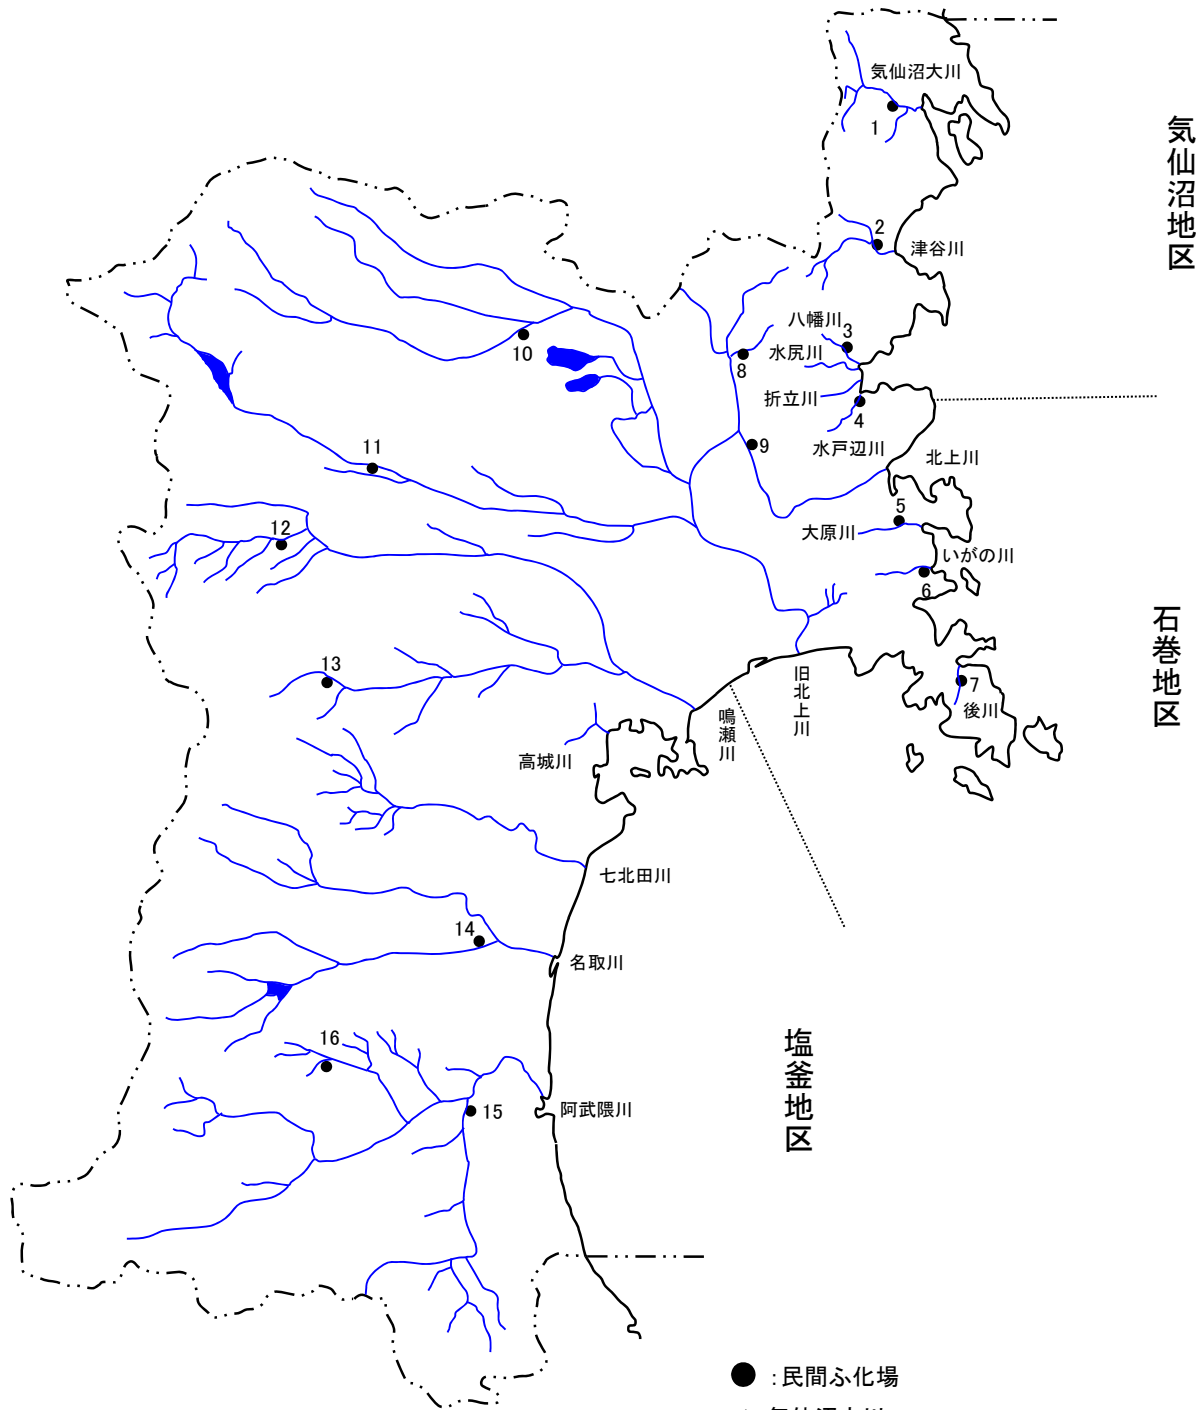 気仙沼大川
1
気仙沼地区
2
津谷川
八幡川
3
水尻川
10
8
折立川
4
11
9
水戸辺川
北上川
5
12
大原川
いがの川
6
石巻地区
13
7
旧北上川
後川
鳴瀬川
高城川
七北田川
14
名取川
16
塩釜地区
15
阿武隈川
●:民間ふ化場